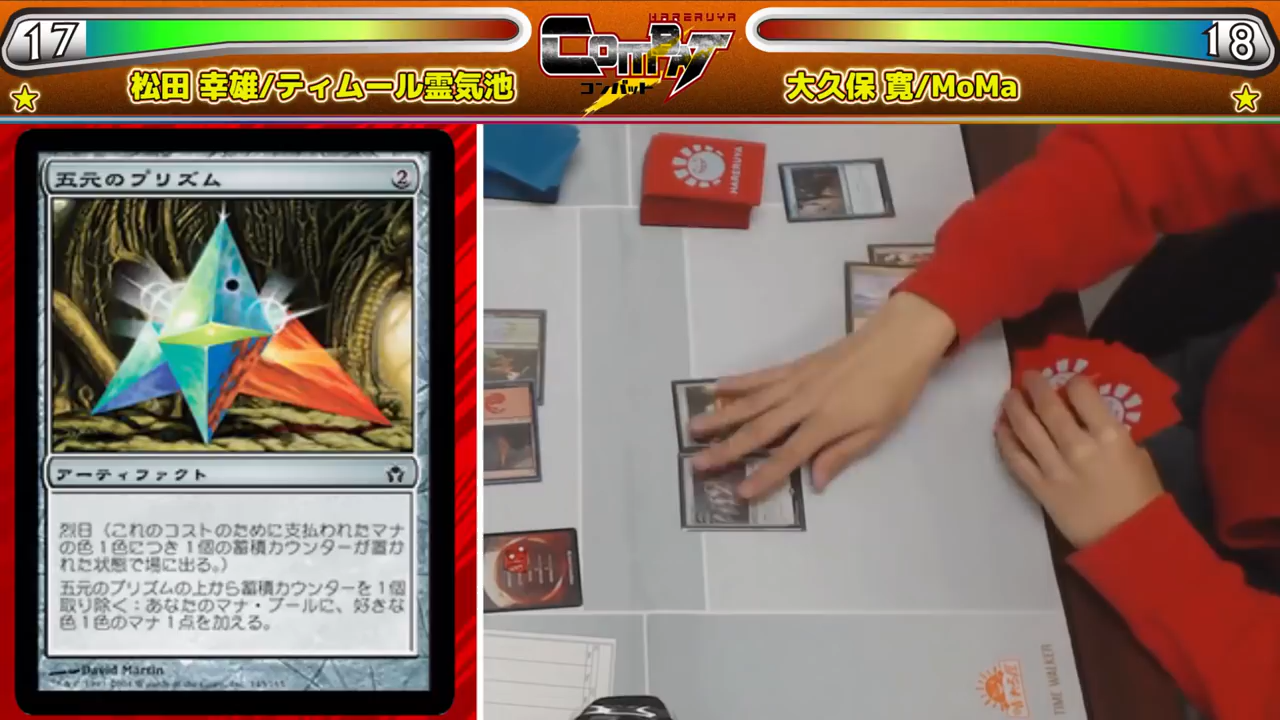 17
HARERUYA
COMPAT
コンバット
18
松田 幸雄/ティムール霊気池
大久保 寛/MoMa
五元のプリズム
2
アーティファクト
烈日（これのコストのために支払われたマナ
の色１色につき１個の蓄積カウンターが置か
れた状態で場に出る。）
五元のプリズムの上から蓄積カウンターを１個
取り除く：あなたのマナ・プールに、好きな
色１色のマナ１点を加える。
David Martin
HARERUYA
TIME WALKER